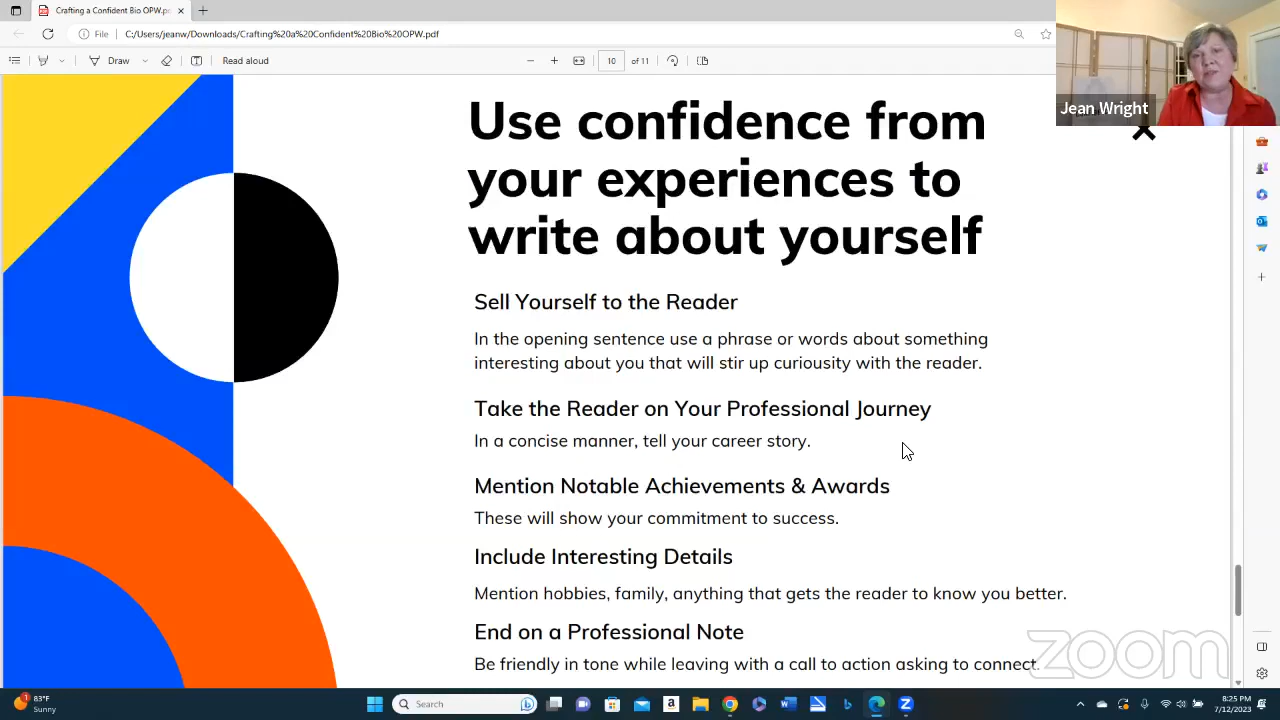 Crafting a Confident Bio OPW.p
File
C:/Users/jeanw/Downloads/Crafting%20a%20Confident%20Bio%20OPW.pdf
Draw
Read aloud
10
of 11
Jean Wright
Use confidence from
your experiences to
write about yourself
Sell Yourself to the Reader
In the opening sentence use a phrase or words about something
interesting about you that will stir up curiousity with the reader.
Take the Reader on Your Professional Journey
In a concise manner, tell your career story.
Mention Notable Achievements & Awards
These will show your commitment to success.
Include Interesting Details
Mention hobbies, family, anything that gets the reader to know you better.
End on a Professional Note
Be friendly in tone while leaving with a call to action asking to connect.
zoom
1
83°F
Sunny
Search
8:25 PM
7/12/2023